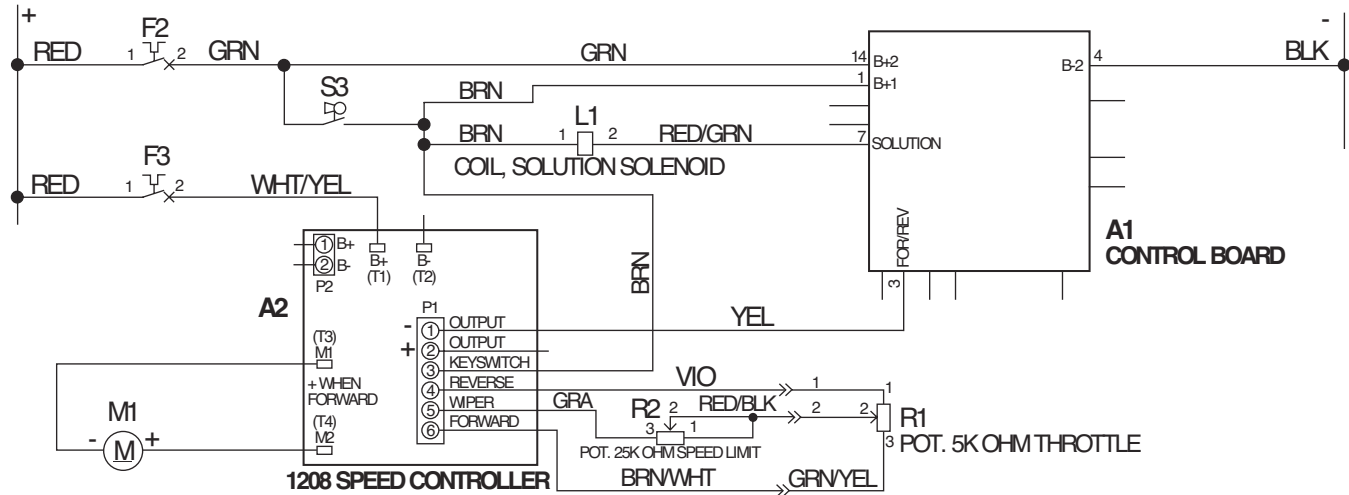 + F2 -
RED 1 2 GRN GRN 14 B+2 B-2 4 BLK
S3 BRN 1 B+1
BRN 1 L1 2 RED/GRN 7 SOLUTION
COIL, SOLUTION SOLENOID
F3
RED 1 2 WHT/YEL
FOR/REV
3
A1
CONTROL BOARD
1 B+ B+ B-
2 B- (T1) (T2)
P2
BRN
A2 P1
- 1 OUTPUT YEL
+ 2 OUTPUT
(T3)
M1
3 KEYSWITCH
+ WHEN
FORWARD
4 REVERSE VIO 1 1
5 WIPER GRA R2 2 RED/BLK 2 2 R1
3 1
6 FORWARD
(T4)
M2
POT. 25K OHM SPEED LIMIT
3 POT. 5K OHM THROTTLE
M1
- M +
1208 SPEED CONTROLLER
BRN/WHT GRN/YEL